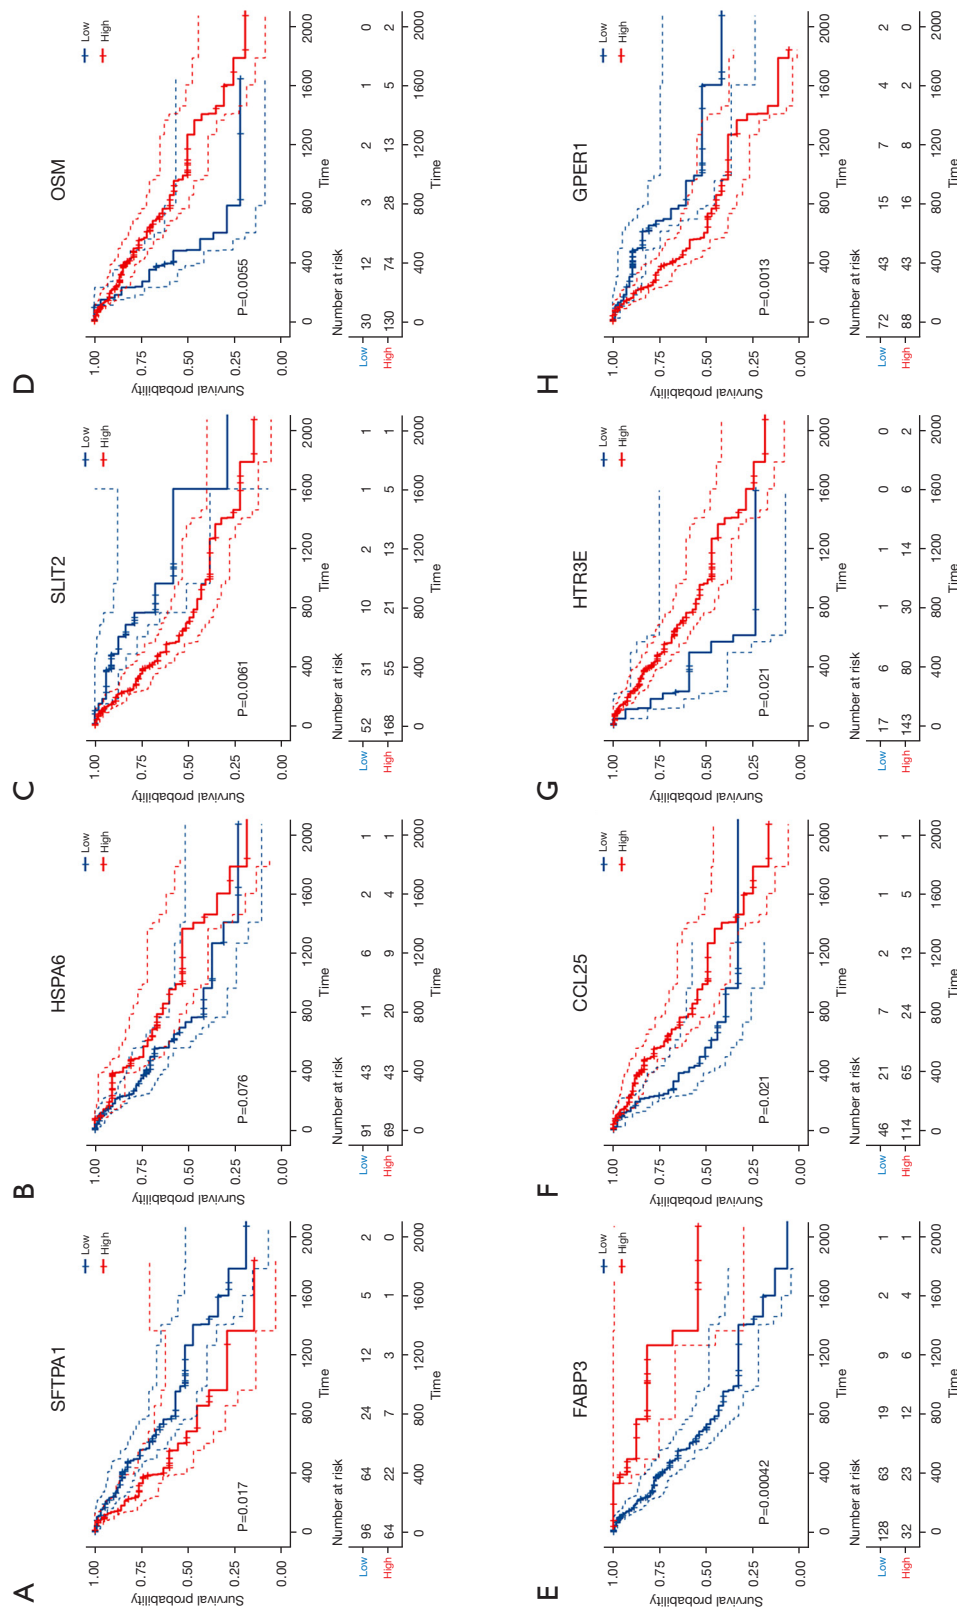 A
SFTPA1
Low
High
Survival probability
1.00
0.75
0.50
0.25
0.00
P=0.017
0 400 800 1200 1600 2000
Time
Number at risk
Low 96 64 24 12 5 2
High 64 22 7 3 1 0
0 400 800 1200 1600 2000
Time
B
HSPA6
Low
High
Survival probability
1.00
0.75
0.50
0.25
0.00
P=0.076
0 400 800 1200 1600 2000
Time
Number at risk
Low 91 43 11 6 2 1
High 69 43 20 9 4 1
0 400 800 1200 1600 2000
Time
C
SLIT2
Low
High
Survival probability
1.00
0.75
0.50
0.25
0.00
P=0.0061
0 400 800 1200 1600 2000
Time
Number at risk
Low 52 31 10 2 1 1
High 168 55 21 13 5 1
0 400 800 1200 1600 2000
Time
D
OSM
Low
High
Survival probability
1.00
0.75
0.50
0.25
0.00
P=0.0055
0 400 800 1200 1600 2000
Time
Number at risk
Low 30 12 3 2 1 0
High 130 74 28 13 5 2
0 400 800 1200 1600 2000
Time
E
FABP3
Low
High
Survival probability
1.00
0.75
0.50
0.25
0.00
P=0.00042
0 400 800 1200 1600 2000
Time
Number at risk
Low 128 63 19 9 2 1
High 32 23 12 6 4 1
0 400 800 1200 1600 2000
Time
F
CCL25
Low
High
Survival probability
1.00
0.75
0.50
0.25
0.00
P=0.021
0 400 800 1200 1600 2000
Time
Number at risk
Low 46 21 7 2 1 1
High 114 65 24 13 5 1
0 400 800 1200 1600 2000
Time
G
HTR3E
Low
High
Survival probability
1.00
0.75
0.50
0.25
0.00
P=0.021
0 400 800 1200 1600 2000
Time
Number at risk
Low 17 6 1 1 0 0
High 143 80 30 14 6 2
0 400 800 1200 1600 2000
Time
H
GPER1
Low
High
Survival probability
1.00
0.75
0.50
0.25
0.00
P=0.0013
0 400 800 1200 1600 2000
Time
Number at risk
Low 72 43 15 7 4 2
High 88 43 16 8 2 0
0 400 800 1200 1600 2000
Time